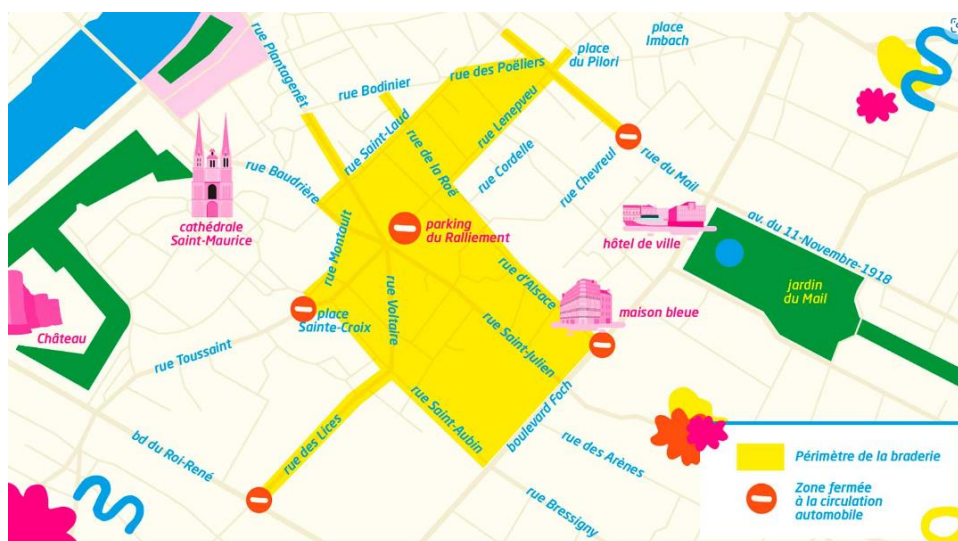 rue Plantagenêt
rue Bodinier
rue des Poëliers
place
du Pilori
place
Imbach
rue Saint-Laud
rue de la Roë
rue Lenepveu
rue Cordelle
rue Chevreul
rue du Mail
rue Baudrière
cathédrale
Saint-Maurice
rue Montault
parking
du Ralliement
hôtel de ville
av. du 11-Novembre-1918
jardin
du Mail
rue d'Alsace
maison bleue
Château
place
Sainte-Croix
rue Voltaire
rue Toussaint
rue Saint-Julien
rue Saint-Aubin
boulevard Foch
rue des Lices
bd du Roi-René
rue des Arènes
rue Bressigny
Périmètre de la braderie
Zone fermée
à la circulation
automobile